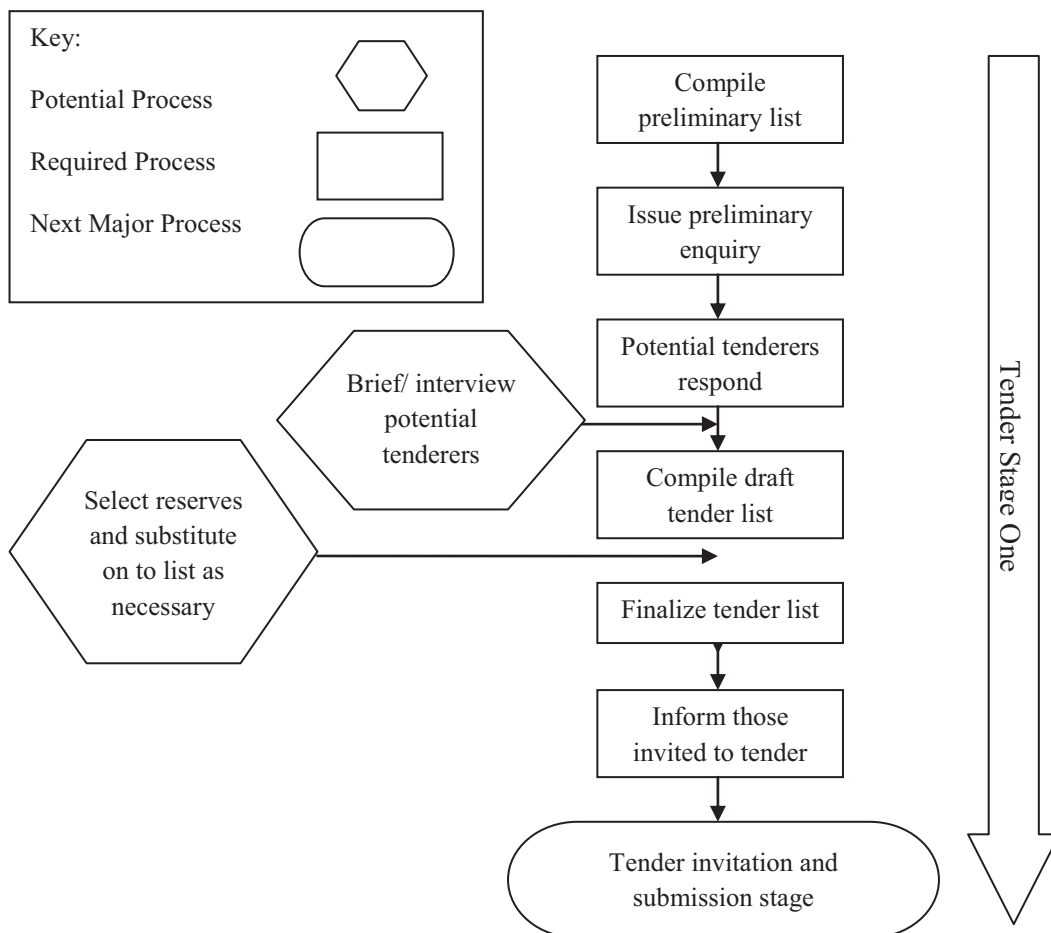 Key:
Potential Process
Required Process
Next Major Process
Compile
preliminary list
Issue preliminary
enquiry
Potential tenderers
respond
Brief/ interview
potential
tenderers
Compile draft
tender list
Select reserves
and substitute
on to list as
necessary
Finalize tender list
Inform those
invited to tender
Tender invitation and
submission stage
Tender Stage One